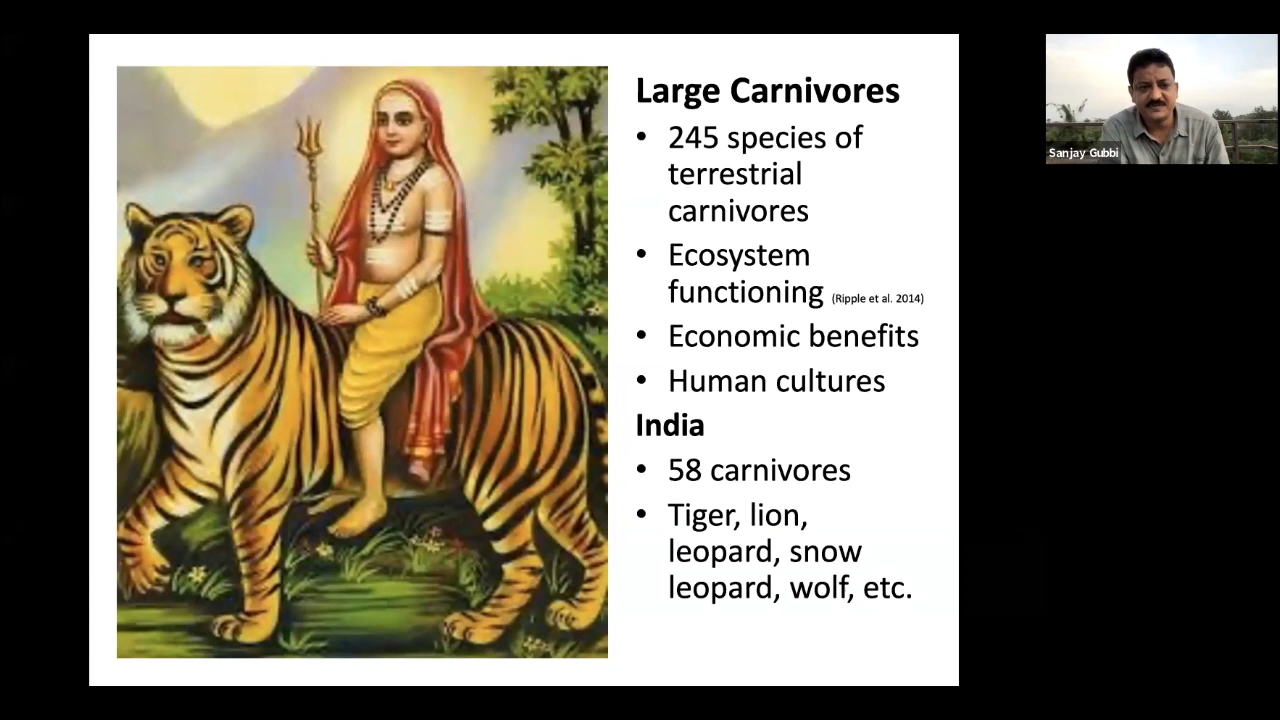 Large Carnivores
• 245 species of
terrestrial
carnivores
• Ecosystem
functioning (Ripple et al. 2014)
• Economic benefits
• Human cultures
India
• 58 carnivores
• Tiger, lion,
leopard, snow
leopard, wolf, etc.
Sanjay Gubbi